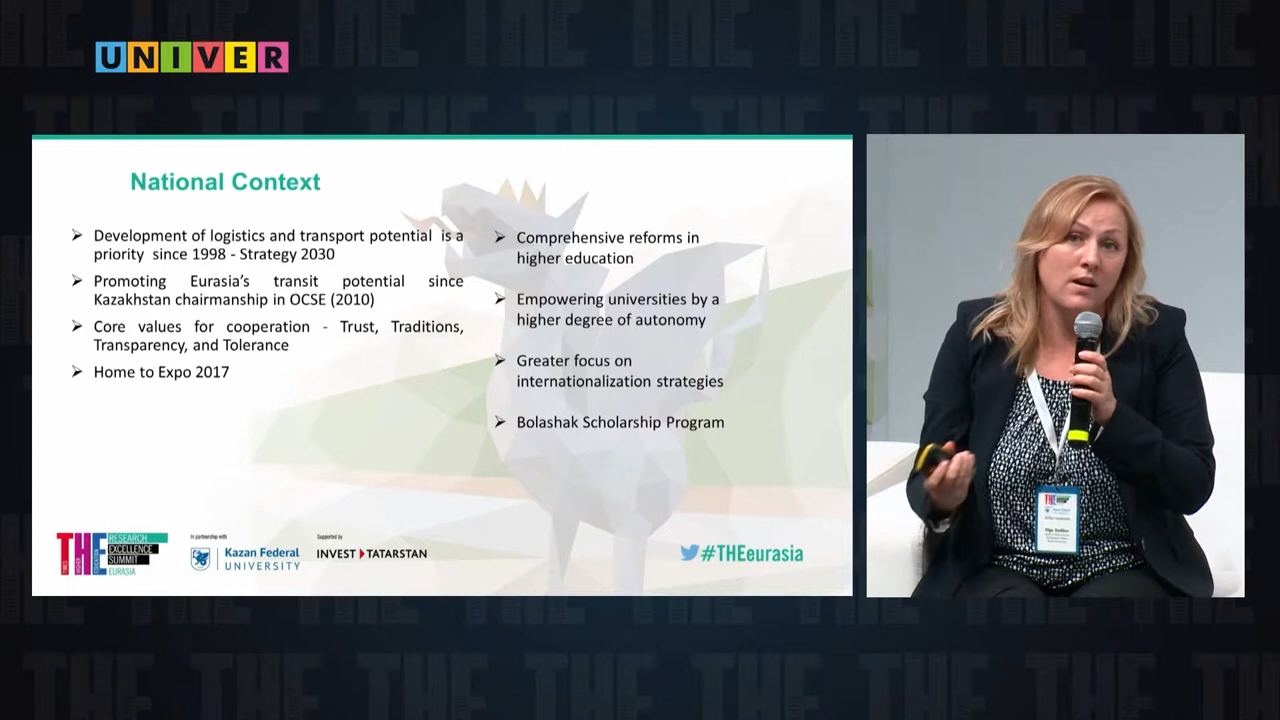 UNIVER
National Context
Development of logistics and transport potential is a
priority since 1998 - Strategy 2030
Promoting Eurasia's transit potential since
Kazakhstan chairmanship in OCSE (2010)
Core values for cooperation - Trust, Traditions,
Transparency, and Tolerance
Home to Expo 2017
Comprehensive reforms in
higher education
Empowering universities by a
higher degree of autonomy
Greater focus on
internationalization strategies
Bolashak Scholarship Program
THE
RESEARCH
EXCELLENCE
SUMMIT
EURASIA
In partnership with
Kazan Federal
UNIVERSITY
Supported by
INVEST TATARSTAN
#THEeurasia